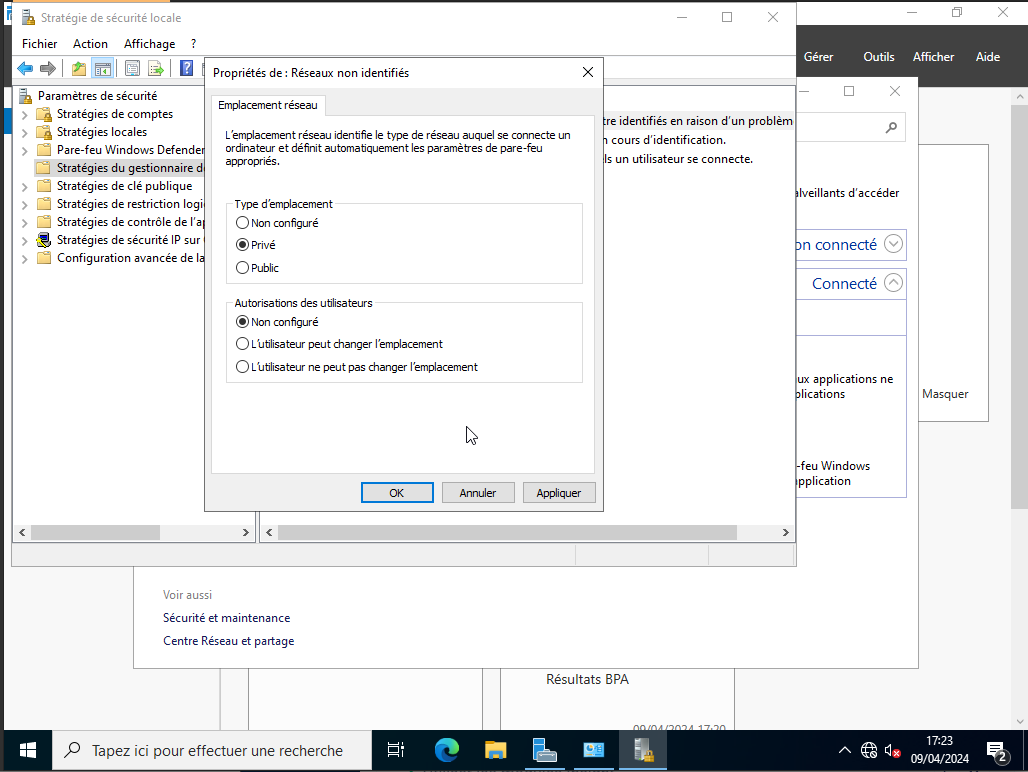 Stratégie de sécurité locale
Fichier Action Affichage ?
Gérer Outils Afficher Aide
Propriétés de : Réseaux non identifiés
Emplacement réseau
L'emplacement réseau identifie le type de réseau auquel se connecte un
ordinateur et définit automatiquement les paramètres de pare-feu
appropriés.
Type d'emplacement
Non configuré
Privé
Public
Autorisations des utilisateurs
Non configuré
L'utilisateur peut changer l'emplacement
L'utilisateur ne peut pas changer l'emplacement
OK Annuler Appliquer
Paramètres de sécurité
Stratégies de comptes
Stratégies locales
Pare-feu Windows Defender
Stratégies du gestionnaire de
Stratégies de clé publique
Stratégies de restriction logi
Stratégies de contrôle de l'ap
Stratégies de sécurité IP sur
Configuration avancée de la
tre identifiés en raison d'un problèm
n cours d'identification.
ls un utilisateur se connecte.
alveillants d'accéder
on connecté
Connecté
ux applications ne
plications
-feu Windows
pplication
Masquer
Voir aussi
Sécurité et maintenance
Centre Réseau et partage
Résultats BPA
09/04/2024 17:20
Tapez ici pour effectuer une recherche
17:23
09/04/2024
2